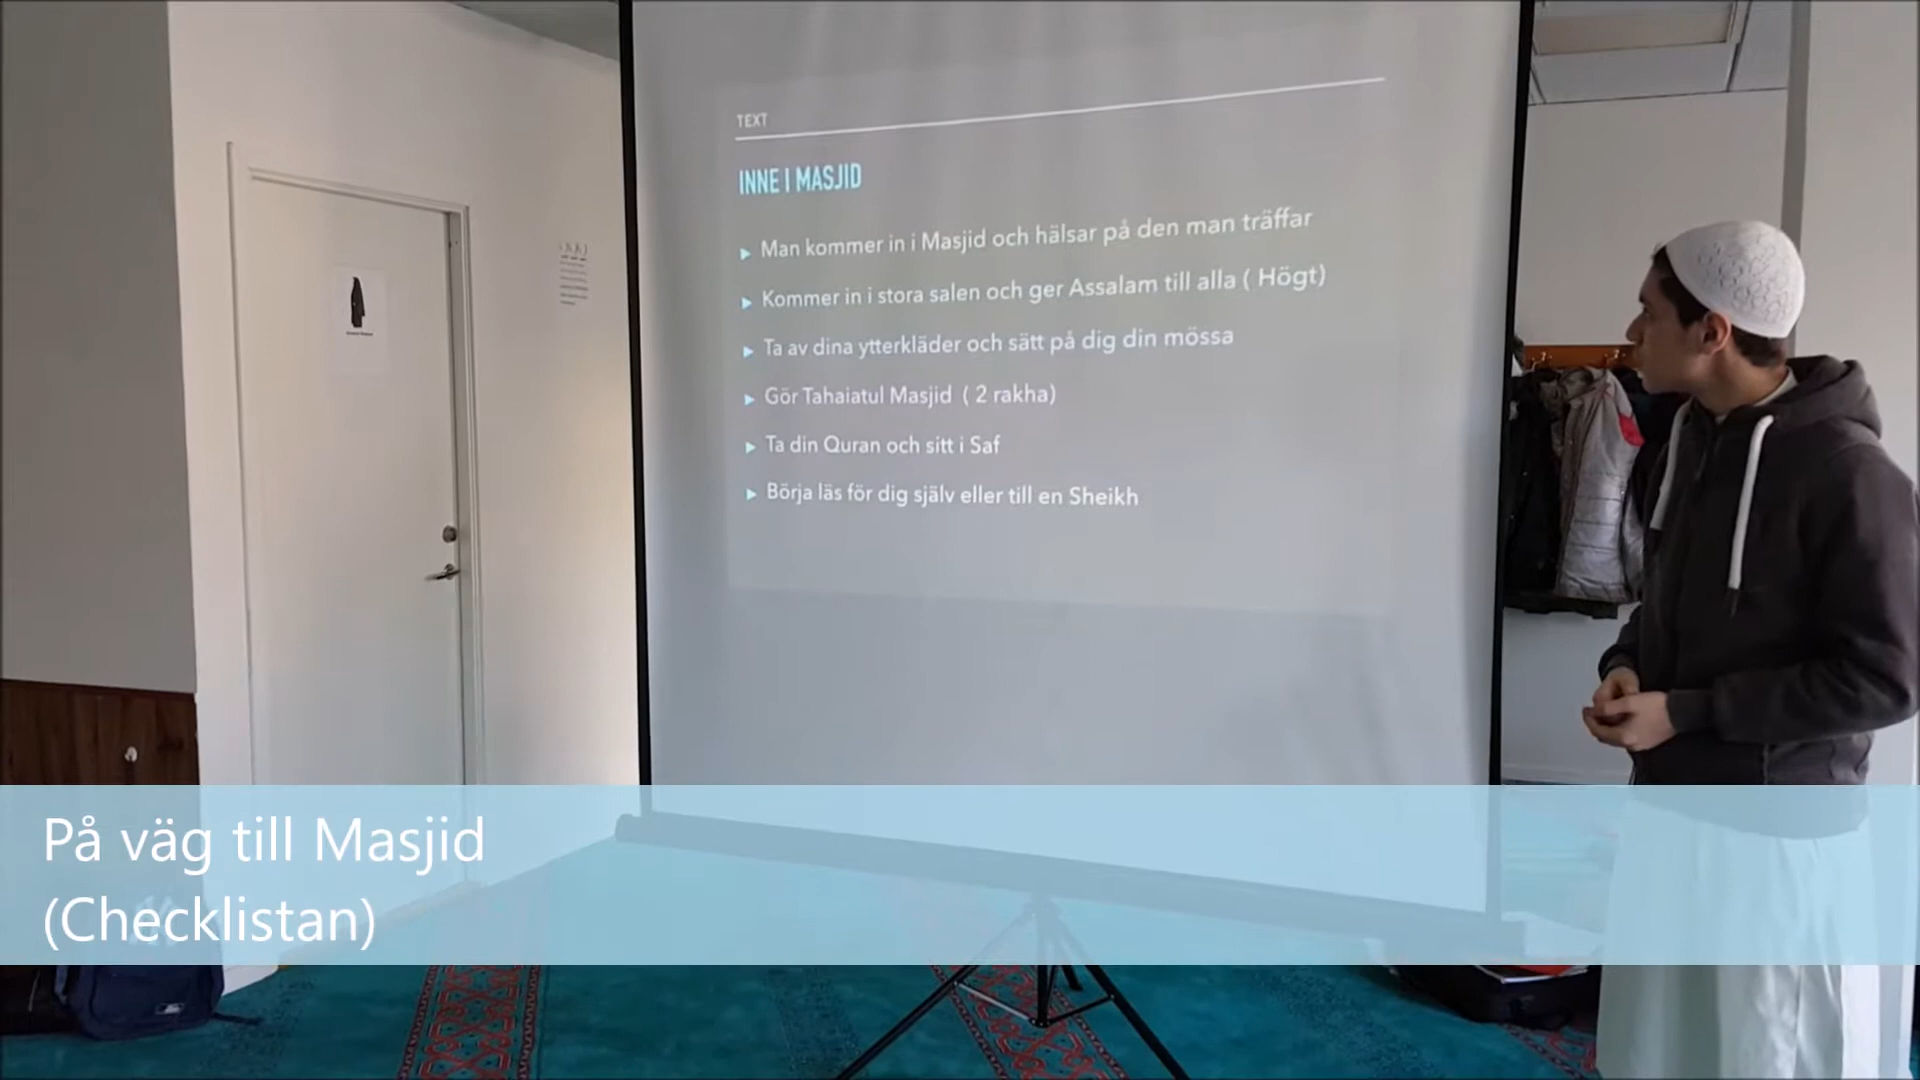 TEXT
INNE I MASJID
Man kommer in i Masjid och hälsar på den man träffar
Kommer in i stora salen och ger Assalam till alla ( Högt)
Ta av dina ytterkläder och sätt på dig din mössa
Gör Tahaiatul Masjid ( 2 rakha)
Ta din Quran och sitt i Saf
Börja läs för dig själv eller till en Sheikh
På väg till Masjid
(Checklistan)